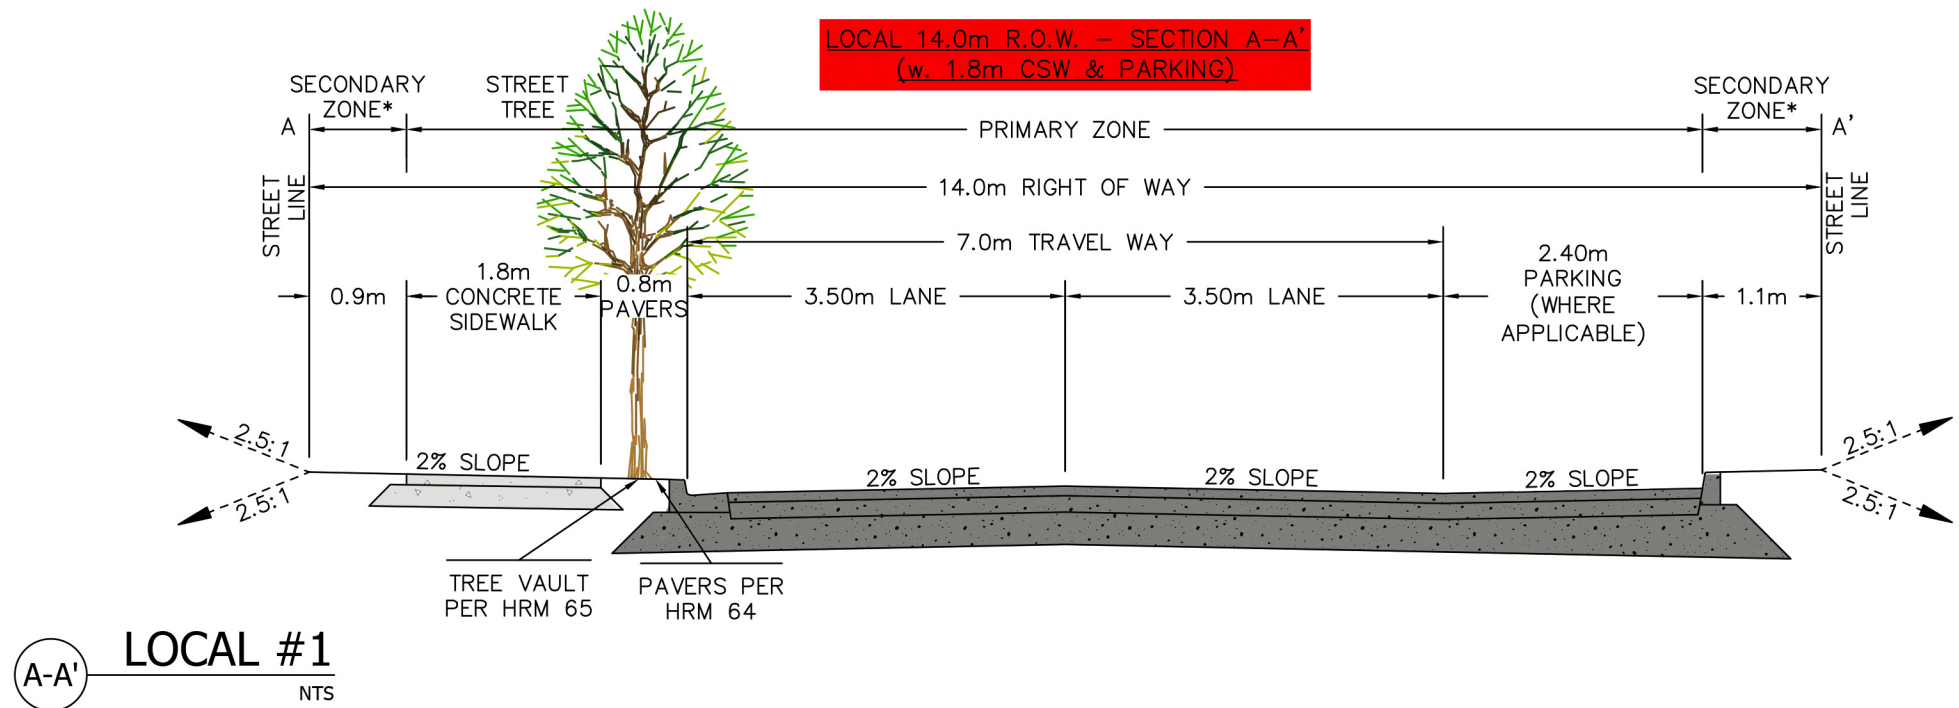 LOCAL 14.0m R.O.W. – SECTION A–A'
(w. 1.8m CSW & PARKING)
SECONDARY
ZONE*
STREET
TREE
SECONDARY
ZONE*
A
PRIMARY ZONE
A'
STREET
LINE
14.0m RIGHT OF WAY
STREET
LINE
7.0m TRAVEL WAY
0.9m
1.8m
CONCRETE
SIDEWALK
0.8m
PAVERS
3.50m LANE
3.50m LANE
2.40m
PARKING
(WHERE
APPLICABLE)
1.1m
2.5:1
2.5:1
2% SLOPE
2% SLOPE
2% SLOPE
2% SLOPE
2.5:1
2.5:1
TREE VAULT
PER HRM 65
PAVERS PER
HRM 64
A-A'
LOCAL #1
NTS